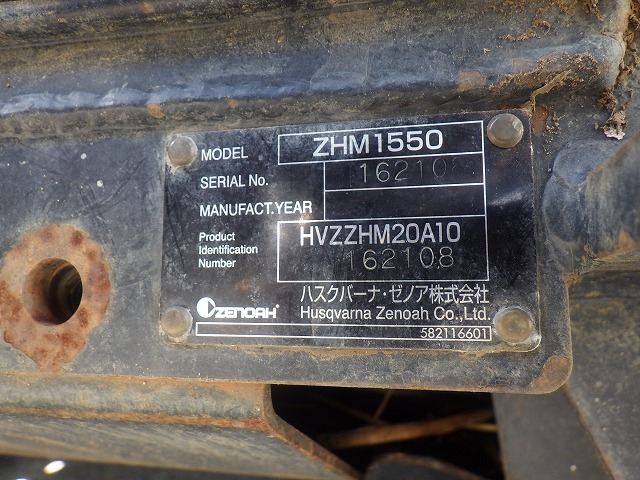 MODEL ZHM1550
SERIAL No. 162108
MANUFACT.YEAR
Product Identification Number HVZZHM20A10
162108
ZENOAH
ハスクバーナ・ゼノア株式会社
Husqvarna Zenoah Co.,Ltd.
582116601